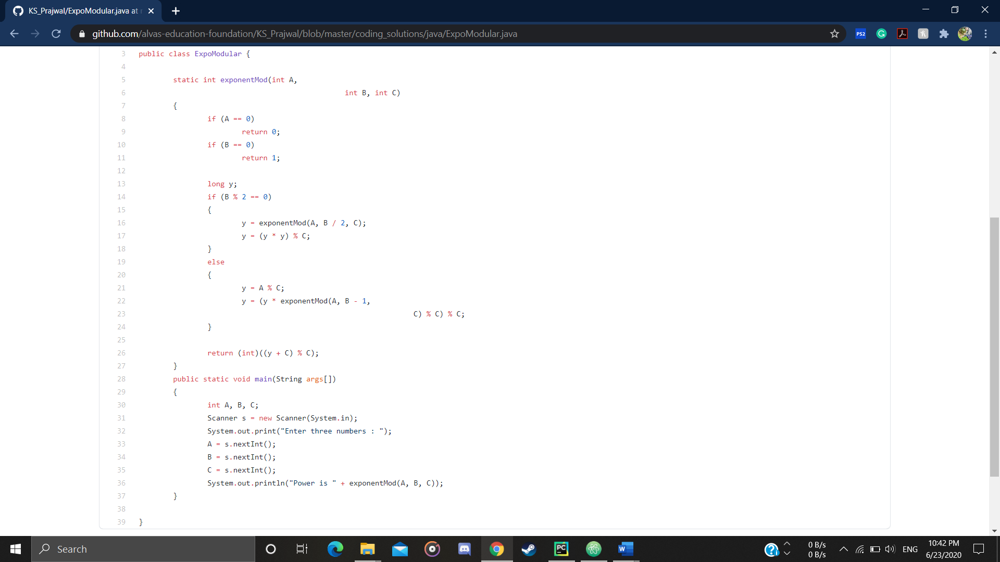 KS_Prajwal/ExpoModular.java at
github.com/alvas-education-foundation/KS_Prajwal/blob/master/coding_solutions/java/ExpoModular.java
PS2
3 public class ExpoModular {
4
5 static int exponentMod(int A,
6 int B, int C)
7 {
8 if (A == 0)
9 return 0;
10 if (B == 0)
11 return 1;
12
13 long y;
14 if (B % 2 == 0)
15 {
16 y = exponentMod(A, B / 2, C);
17 y = (y * y) % C;
18 }
19 else
20 {
21 y = A % C;
22 y = (y * exponentMod(A, B - 1,
23 C) % C) % C;
24 }
25
26 return (int)((y + C) % C);
27 }
28 public static void main(String args[])
29 {
30 int A, B, C;
31 Scanner s = new Scanner(System.in);
32 System.out.print("Enter three numbers : ");
33 A = s.nextInt();
34 B = s.nextInt();
35 C = s.nextInt();
36 System.out.println("Power is " + exponentMod(A, B, C));
37 }
38
39 }
Search
PC
W
0 B/s
0 B/s
ENG
10:42 PM
6/23/2020